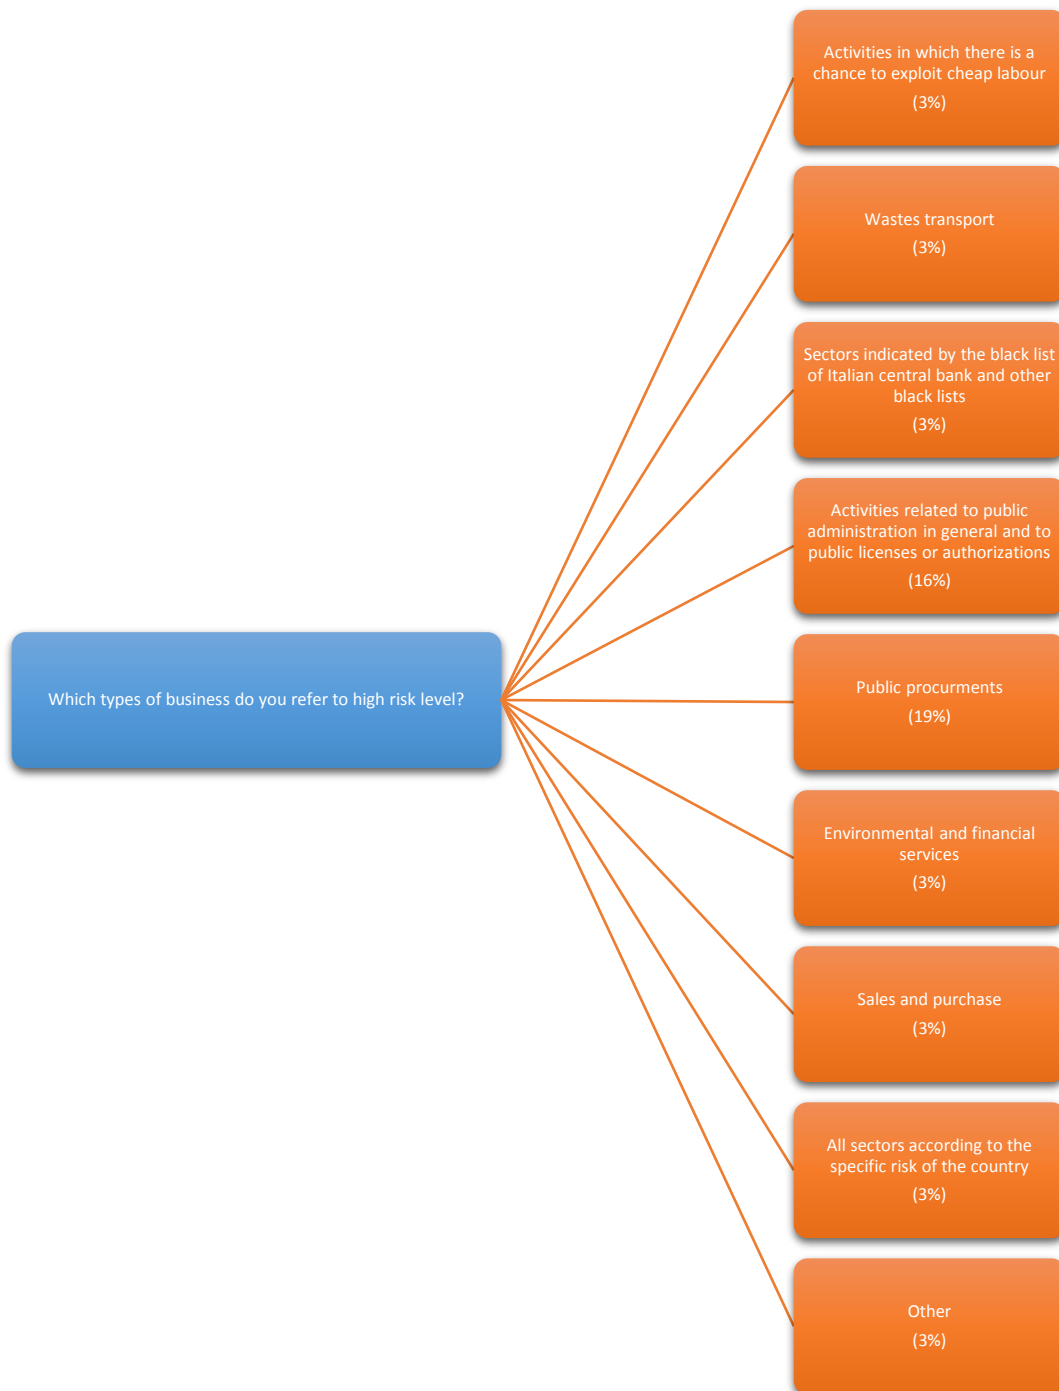 Activities in which there is a
chance to exploit cheap labour
(3%)
Wastes transport
(3%)
Sectors indicated by the black list
of Italian central bank and other
black lists
(3%)
Activities related to public
administration in general and to
public licenses or authorizations
(16%)
Which types of business do you refer to high risk level?
Public procurments
(19%)
Environmental and financial
services
(3%)
Sales and purchase
(3%)
All sectors according to the
specific risk of the country
(3%)
Other
(3%)